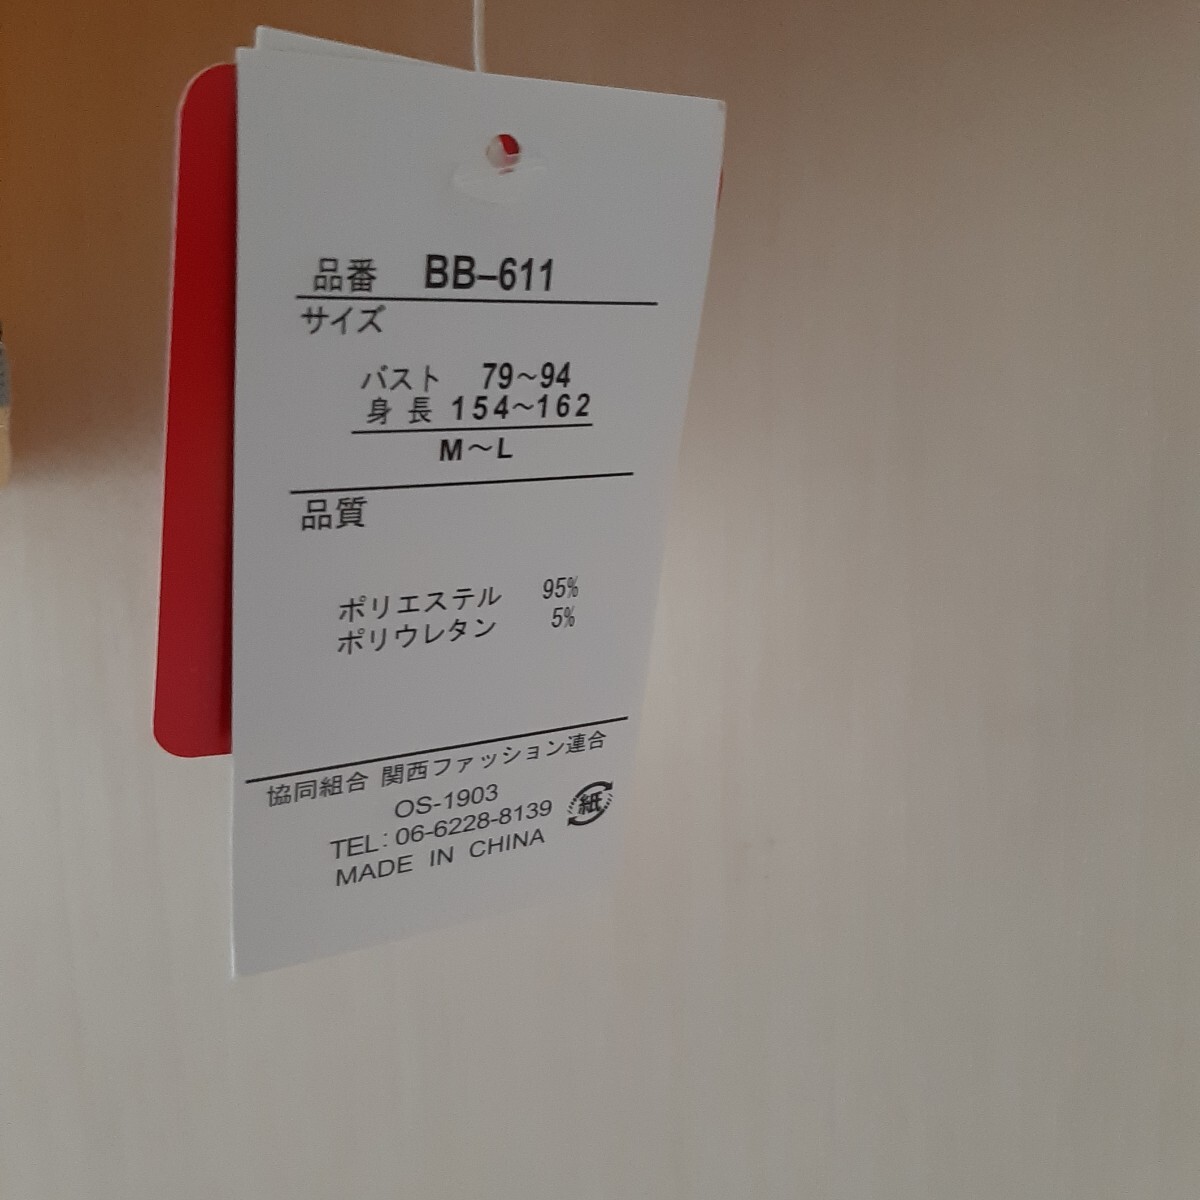 品番 BB-611
サイズ
バスト 79～94
身長 154～162
M～L
品質
ポリエステル 95%
ポリウレタン 5%
協同組合 関西ファッション連合
OS-1903
TEL: 06-6228-8139
紙
MADE IN CHINA